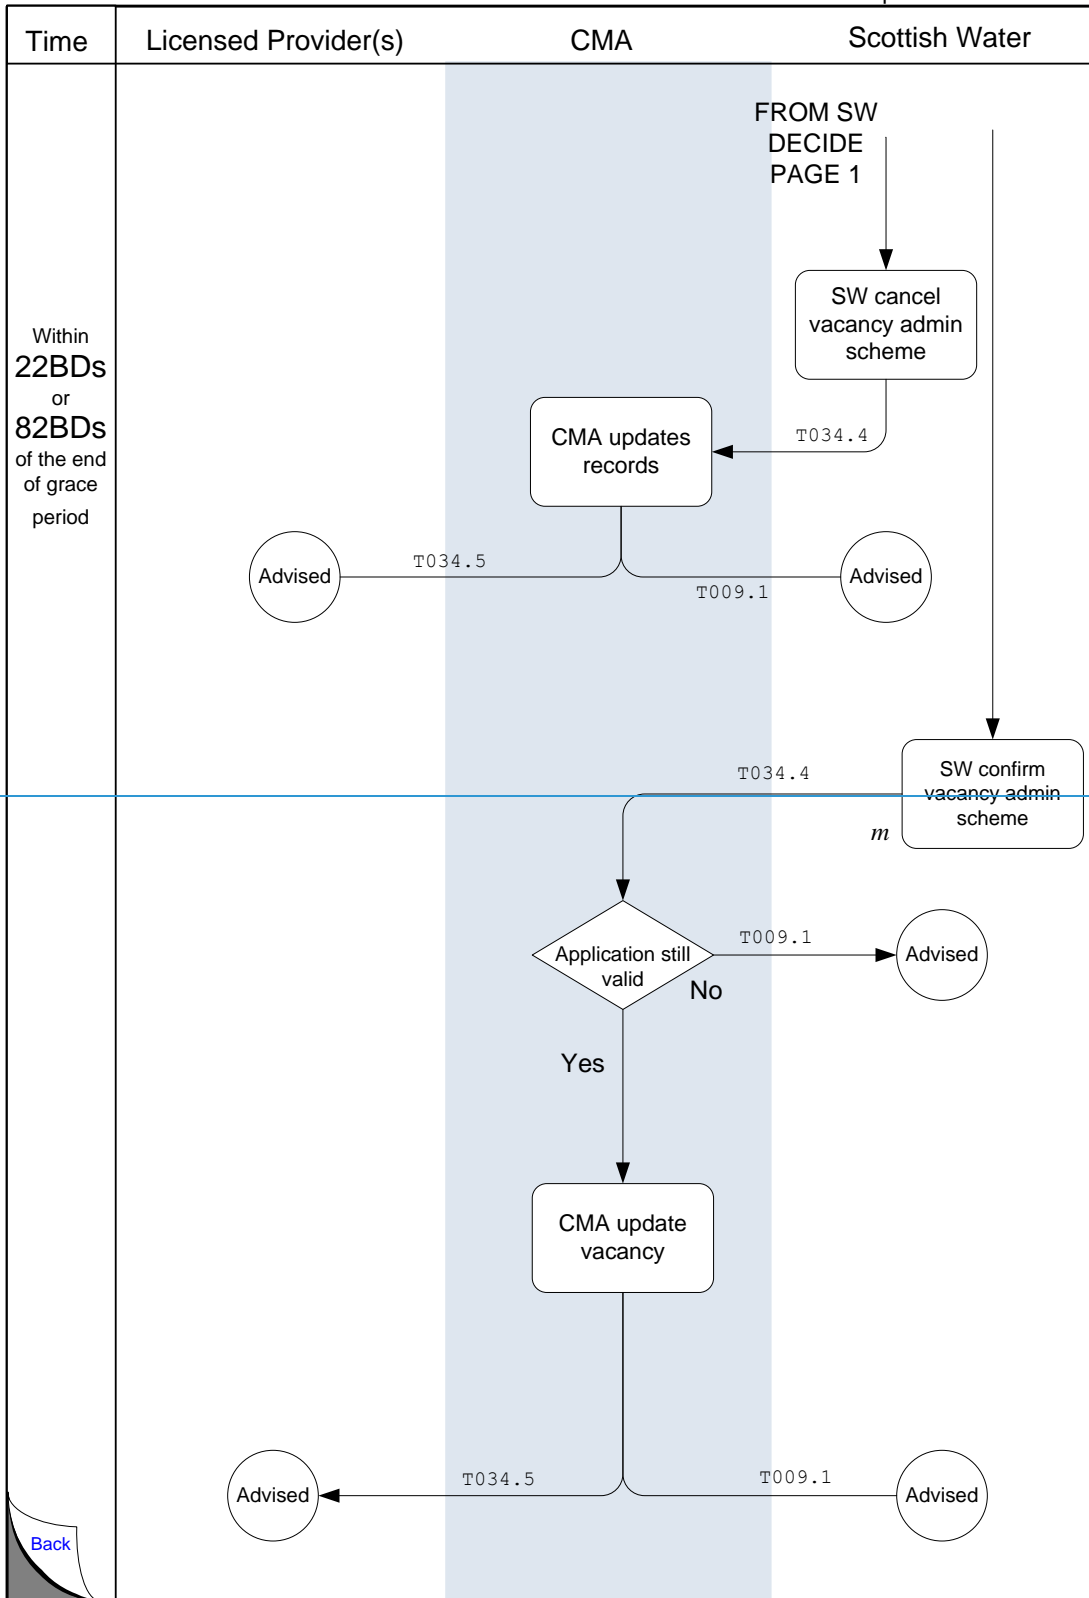 Time
Licensed Provider(s)
CMA
Scottish Water
FROM SW
DECIDE
PAGE 1
SW cancel
vacancy admin
scheme
Within
22BDs
or
82BDs
of the end
of grace
period
T034.4
CMA updates
records
Advised
T034.5
T009.1
Advised
T034.4
SW confirm
vacancy admin
scheme
m
Application still
valid
T009.1
No
Advised
Yes
CMA update
vacancy
Advised
T034.5
T009.1
Advised
Back